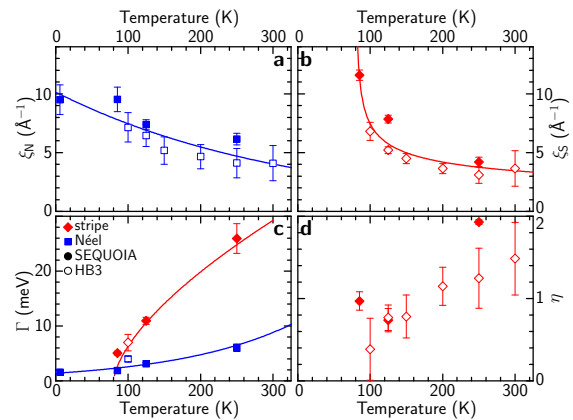 Temperature (K) Temperature (K)
0 100 200 300 0 100 200 300
a b
10 10
5 5
0 0
ξN (Å−1) ξS (Å−1)
stripe
Néel
SEQUOIA
HB3
c d
20 2
10 1
0 0
Γ (meV) η
0 100 200 300 0 100 200 300
Temperature (K) Temperature (K)